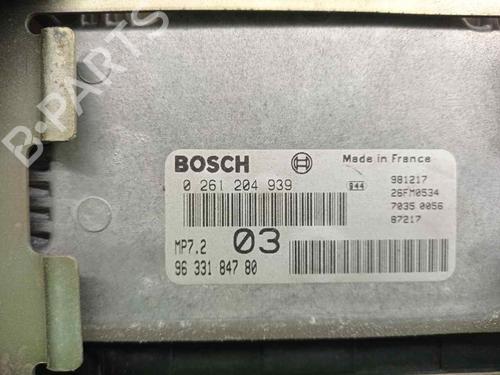 B-PARTS
BOSCH Made in France
0 261 204 939 981217
26FM0534
7035 0056
87217
MP7.2 03
96 331 847 80